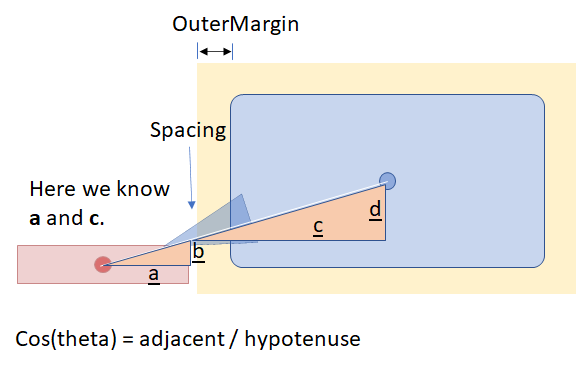 OuterMargin
Spacing
Here we know
a and c.
d
c
b
a
Cos(theta) = adjacent / hypotenuse